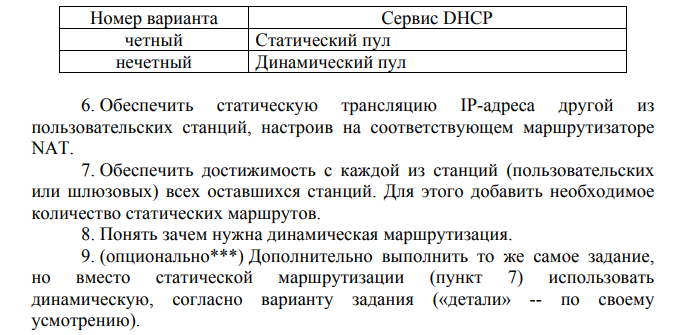 Номер варианта Сервис DHCP
четный Статический пул
нечетный Динамический пул
6. Обеспечить статическую трансляцию IP-адреса другой из
пользовательских станций, настроив на соответствующем маршрутизаторе
NAT.
7. Обеспечить достижимость с каждой из станций (пользовательских
или шлюзовых) всех оставшихся станций. Для этого добавить необходимое
количество статических маршрутов.
8. Понять зачем нужна динамическая маршрутизация.
9. (опционально***) Дополнительно выполнить то же самое задание,
но вместо статической маршрутизации (пункт 7) использовать
динамическую, согласно варианту задания («детали» -- по своему
усмотрению).